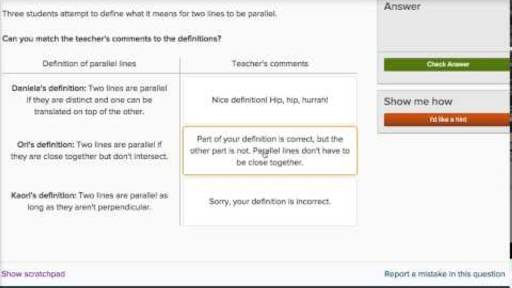 Three students attempt to define what it means for two lines to be parallel.
Can you match the teacher's comments to the definitions?
Definition of parallel lines
Teacher's comments
Daniela's definition: Two lines are parallel
if they are distinct and one can be
translated on top of the other.
Nice definition! Hip, hip, hurrah!
Ori's definition: Two lines are parallel if
they are close together but don't intersect.
Part of your definition is correct, but the
other part is not. Parallel lines don't have to
be close together.
Kaori's definition: Two lines are parallel as
long as they aren't perpendicular.
Sorry, your definition is incorrect.
Answer
Check Answer
Show me how
I'd like a hint
Show scratchpad
Report a mistake in this question